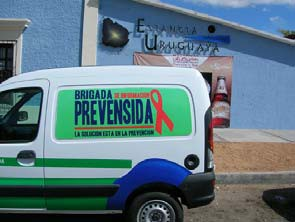 ESTANCIA
URUGUAYA
BRIGADA
DE INFORMACION
PREVENSIDA
LA SOLUCION ESTA EN LA PREVENCION